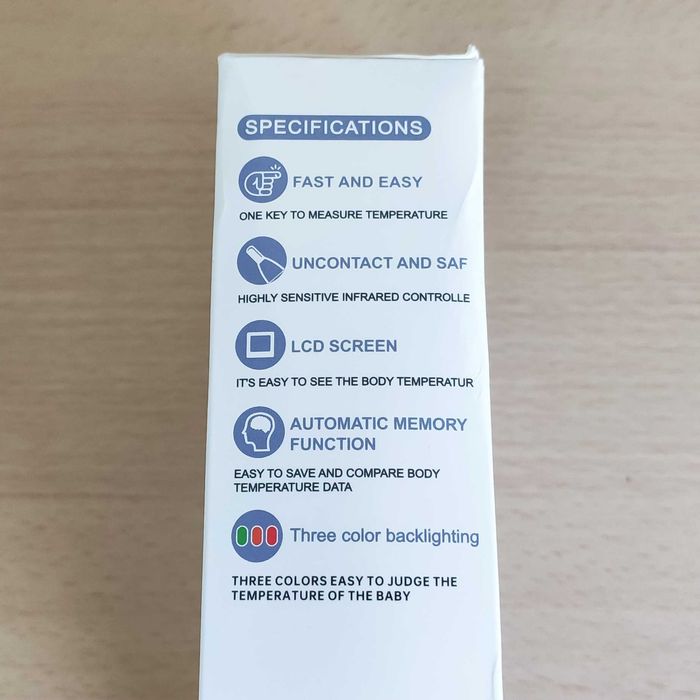 SPECIFICATIONS
FAST AND EASY
ONE KEY TO MEASURE TEMPERATURE
UNCONTACT AND SAF
HIGHLY SENSITIVE INFRARED CONTROLLE
LCD SCREEN
IT'S EASY TO SEE THE BODY TEMPERATUR
AUTOMATIC MEMORY
FUNCTION
EASY TO SAVE AND COMPARE BODY
TEMPERATURE DATA
Three color backlighting
THREE COLORS EASY TO JUDGE THE
TEMPERATURE OF THE BABY